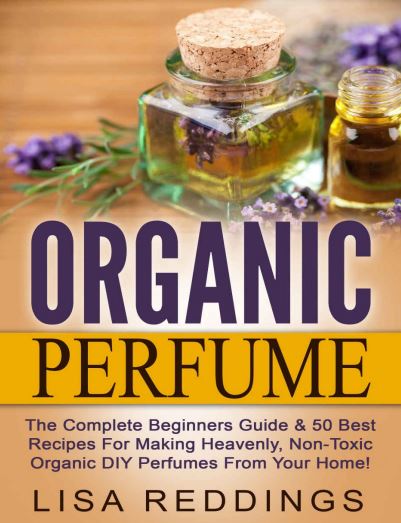 ORGANIC
PERFUME
The Complete Beginners Guide & 50 Best
Recipes For Making Heavenly, Non-Toxic
Organic DIY Perfumes From Your Home!
LISA REDDINGS